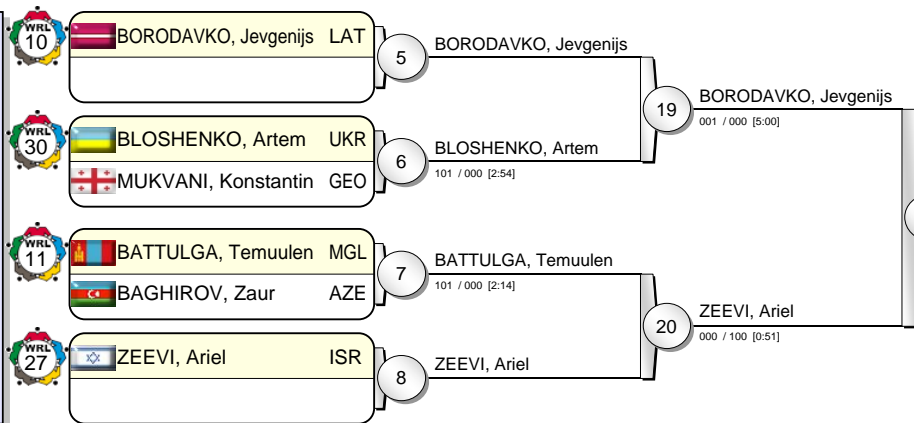 WRL
10
BORODAVKO, Jevgenijs LAT
5
BORODAVKO, Jevgenijs
19
BORODAVKO, Jevgenijs
001 / 000 [5:00]
WRL
30
BLOSHENKO, Artem UKR
MUKVANI, Konstantin GEO
6
BLOSHENKO, Artem
101 / 000 [2:54]
WRL
11
BATTULGA, Temuulen MGL
BAGHIROV, Zaur AZE
7
BATTULGA, Temuulen
101 / 000 [2:14]
20
ZEEVI, Ariel
000 / 100 [0:51]
WRL
27
ZEEVI, Ariel ISR
8
ZEEVI, Ariel